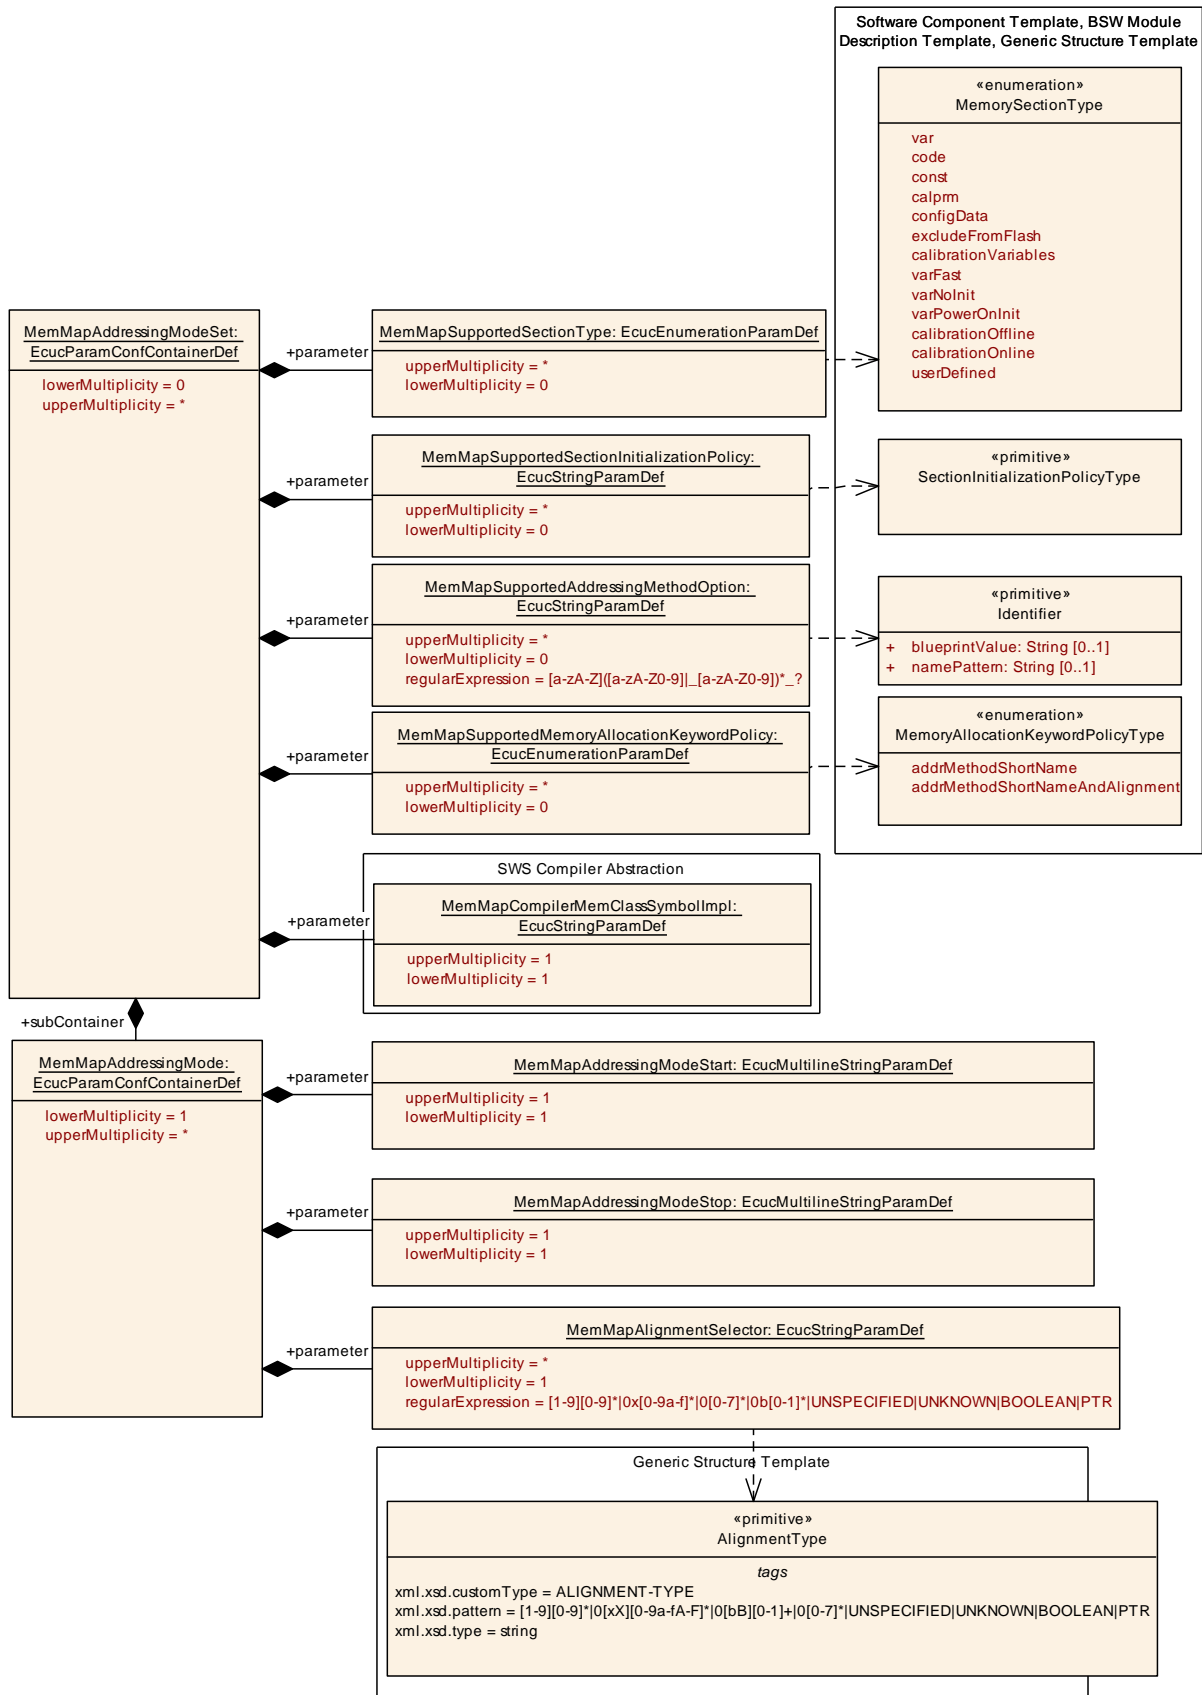 Software Component Template, BSW Module
Description Template, Generic Structure Template
«enumeration»
MemorySectionType
var
code
const
calprm
configData
excludeFromFlash
calibrationVariables
varFast
varNoInit
varPowerOnInit
calibrationOffline
calibrationOnline
userDefined
MemMapAddressingModeSet:
EcucParamConfContainerDef
lowerMultiplicity = 0
upperMultiplicity = *
+parameter
MemMapSupportedSectionType: EcucEnumerationParamDef
upperMultiplicity = *
lowerMultiplicity = 0
+parameter
MemMapSupportedSectionInitializationPolicy:
EcucStringParamDef
upperMultiplicity = *
lowerMultiplicity = 0
«primitive»
SectionInitializationPolicyType
+parameter
MemMapSupportedAddressingMethodOption:
EcucStringParamDef
upperMultiplicity = *
lowerMultiplicity = 0
regularExpression = [a-zA-Z]([a-zA-Z0-9]|_[a-zA-Z0-9])*_?
«primitive»
Identifier
+ blueprintValue: String [0..1]
+ namePattern: String [0..1]
+parameter
MemMapSupportedMemoryAllocationKeywordPolicy:
EcucEnumerationParamDef
upperMultiplicity = *
lowerMultiplicity = 0
«enumeration»
MemoryAllocationKeywordPolicyType
addrMethodShortName
addrMethodShortNameAndAlignment
SWS Compiler Abstraction
+parameter
MemMapCompilerMemClassSymbolImpl:
EcucStringParamDef
upperMultiplicity = 1
lowerMultiplicity = 1
+subContainer
MemMapAddressingMode:
EcucParamConfContainerDef
lowerMultiplicity = 1
upperMultiplicity = *
+parameter
MemMapAddressingModeStart: EcucMultilineStringParamDef
upperMultiplicity = 1
lowerMultiplicity = 1
+parameter
MemMapAddressingModeStop: EcucMultilineStringParamDef
upperMultiplicity = 1
lowerMultiplicity = 1
+parameter
MemMapAlignmentSelector: EcucStringParamDef
upperMultiplicity = *
lowerMultiplicity = 1
regularExpression = [1-9][0-9]*|0x[0-9a-f]*|0[0-7]*|0b[0-1]*|UNSPECIFIED|UNKNOWN|BOOLEAN|PTR
Generic Structure Template
«primitive»
AlignmentType
tags
xml.xsd.customType = ALIGNMENT-TYPE
xml.xsd.pattern = [1-9][0-9]*|0[xX][0-9a-fA-F]*|0[bB][0-1]+|0[0-7]*|UNSPECIFIED|UNKNOWN|BOOLEAN|PTR
xml.xsd.type = string